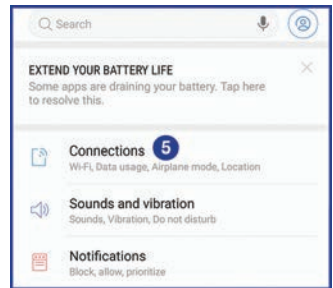 Search
EXTEND YOUR BATTERY LIFE
Some apps are draining your battery. Tap here
to resolve this.
Connections 5
Wi-Fi, Data usage, Airplane mode, Location
Sounds and vibration
Sounds, Vibration, Do not disturb
Notifications
Block, allow, prioritize